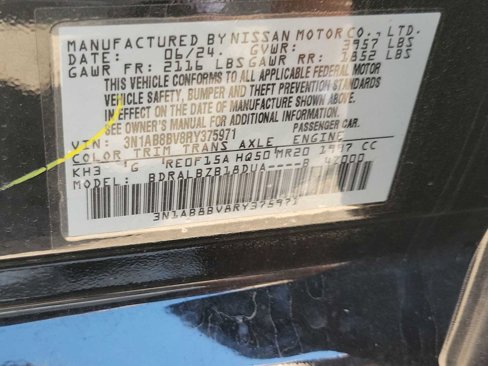 MANUFACTURED BY NISSAN MOTOR CO., LTD.
DATE: 06/24. GVWR: 3957 LBS
GAWR FR: 2116 LBS GAWR RR: 1852 LBS
THIS VEHICLE CONFORMS TO ALL APPLICABLE FEDERAL MOTOR
VEHICLE SAFETY, BUMPER AND THEFT PREVENTION STANDARDS
IN EFFECT ON THE DATE OF MANUFACTURE SHOWN ABOVE.
SEE OWNER'S MANUAL FOR ADDITIONAL INFORMATION.
VIN: 3N1AB8BV8RY375971 PASSENGER CAR.
COLOR TRIM TRANS AXLE ENGINE
KH3 G RE0F15A HQ50 MR20 1997 CC
MODEL: BDRALBZB18DUA----B 47000
3N1AB8BV8RY375971